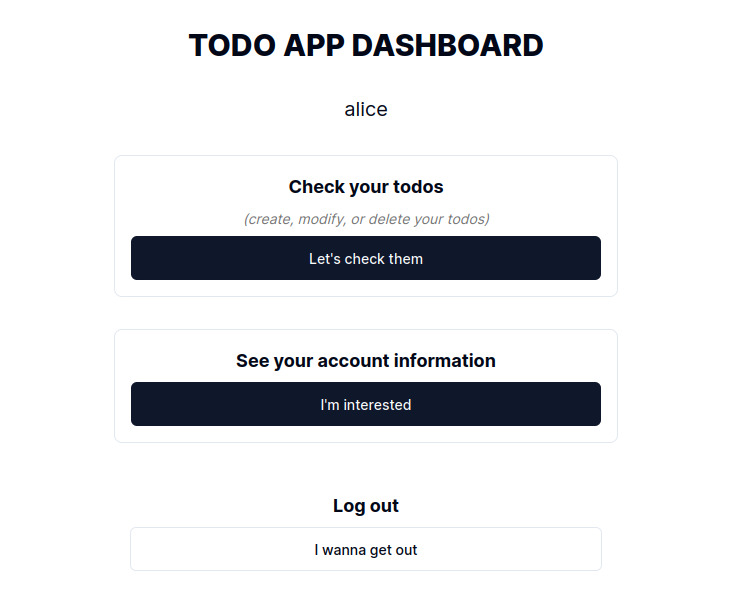 TODO APP DASHBOARD
alice
Check your todos
(create, modify, or delete your todos)
Let's check them
See your account information
I'm interested
Log out
I wanna get out